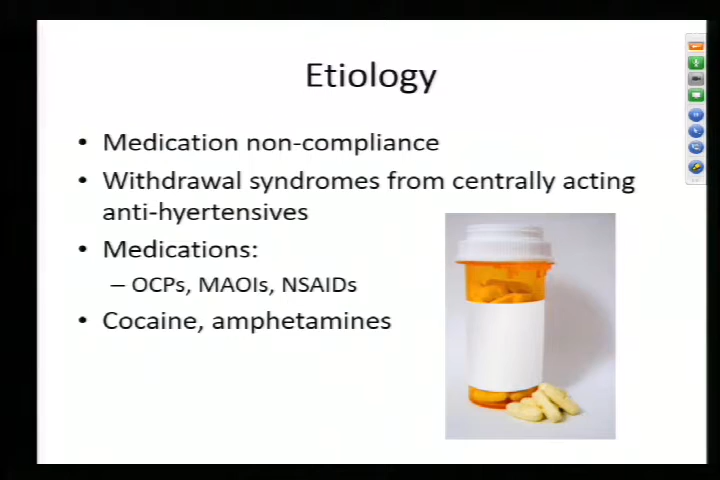 Etiology
• Medication non-compliance
• Withdrawal syndromes from centrally acting
anti-hyertensives
• Medications:
– OCPs, MAOIs, NSAIDs
• Cocaine, amphetamines